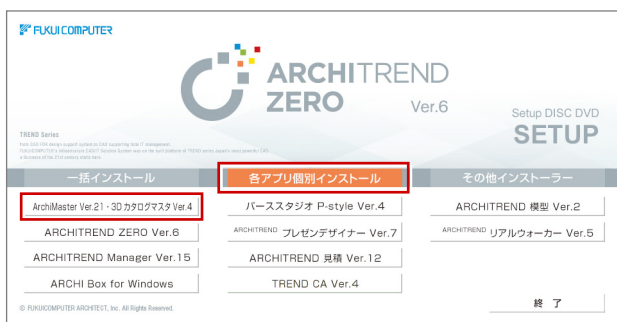 FUKUI COMPUTER
ARCHITREND
ZERO Ver.6
Setup DISC DVD
SETUP
TREND Series
一括インストール
各アプリ個別インストール
その他インストーラー
ArchiMaster Ver.21・3D カタログマスタ Ver.4
パーススタジオ P-style Ver.4
ARCHITREND 模型 Ver.2
ARCHITREND ZERO Ver.6
ARCHITREND プレゼンデザイナー Ver.7
ARCHITREND リアルウォーカー Ver.5
ARCHITREND Manager Ver.15
ARCHITREND 見積 Ver.12
ARCHI Box for Windows
TREND CA Ver.4
© FUKUICOMPUTER ARCHITECT, Inc. All Rights Reserved.
終 了